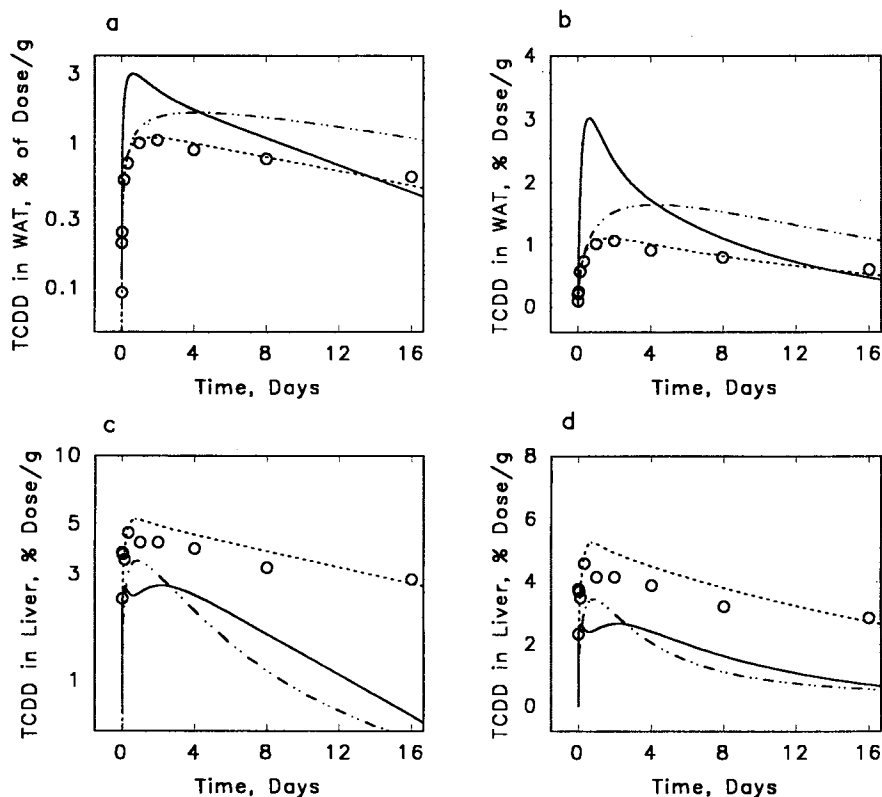 a
TCDD in WAT, % of Dose/g
3
1
0.3
0.1
0 4 8 12 16
Time, Days
b
TCDD in WAT, % Dose/g
4
3
2
1
0
0 4 8 12 16
Time, Days
c
TCDD in Liver, % Dose/g
10
5
3
1
0 4 8 12 16
Time, Days
d
TCDD in Liver, % Dose/g
8
6
4
2
0
0 4 8 12 16
Time, Days